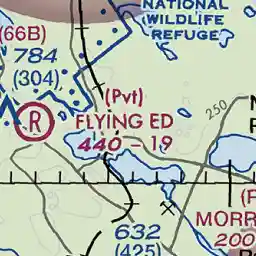 NATIONAL
WILDLIFE
REFUGE
(66B)
784
(304)
(Pvt)
R
FLYING ED
440 - 19
250
MORR
200
632
(425)